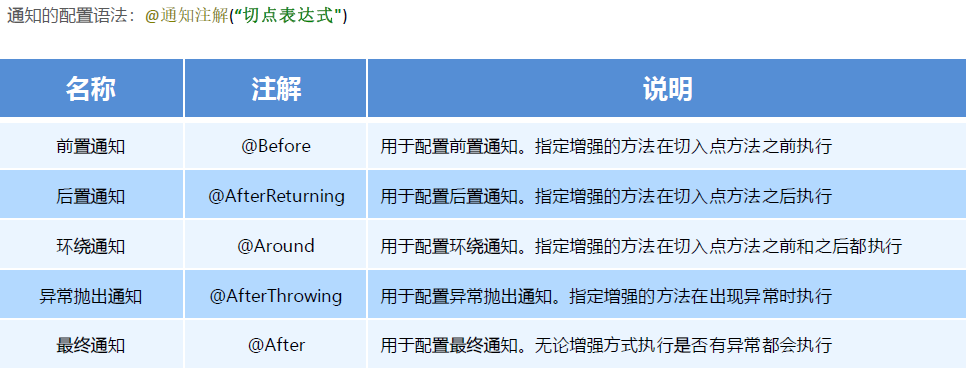 通知的配置语法：@通知注解(“切点表达式")
名称 注解 说明
前置通知 @Before 用于配置前置通知。指定增强的方法在切入点方法之前执行
后置通知 @AfterReturning 用于配置后置通知。指定增强的方法在切入点方法之后执行
环绕通知 @Around 用于配置环绕通知。指定增强的方法在切入点方法之前和之后都执行
异常抛出通知 @AfterThrowing 用于配置异常抛出通知。指定增强的方法在出现异常时执行
最终通知 @After 用于配置最终通知。无论增强方式执行是否有异常都会执行